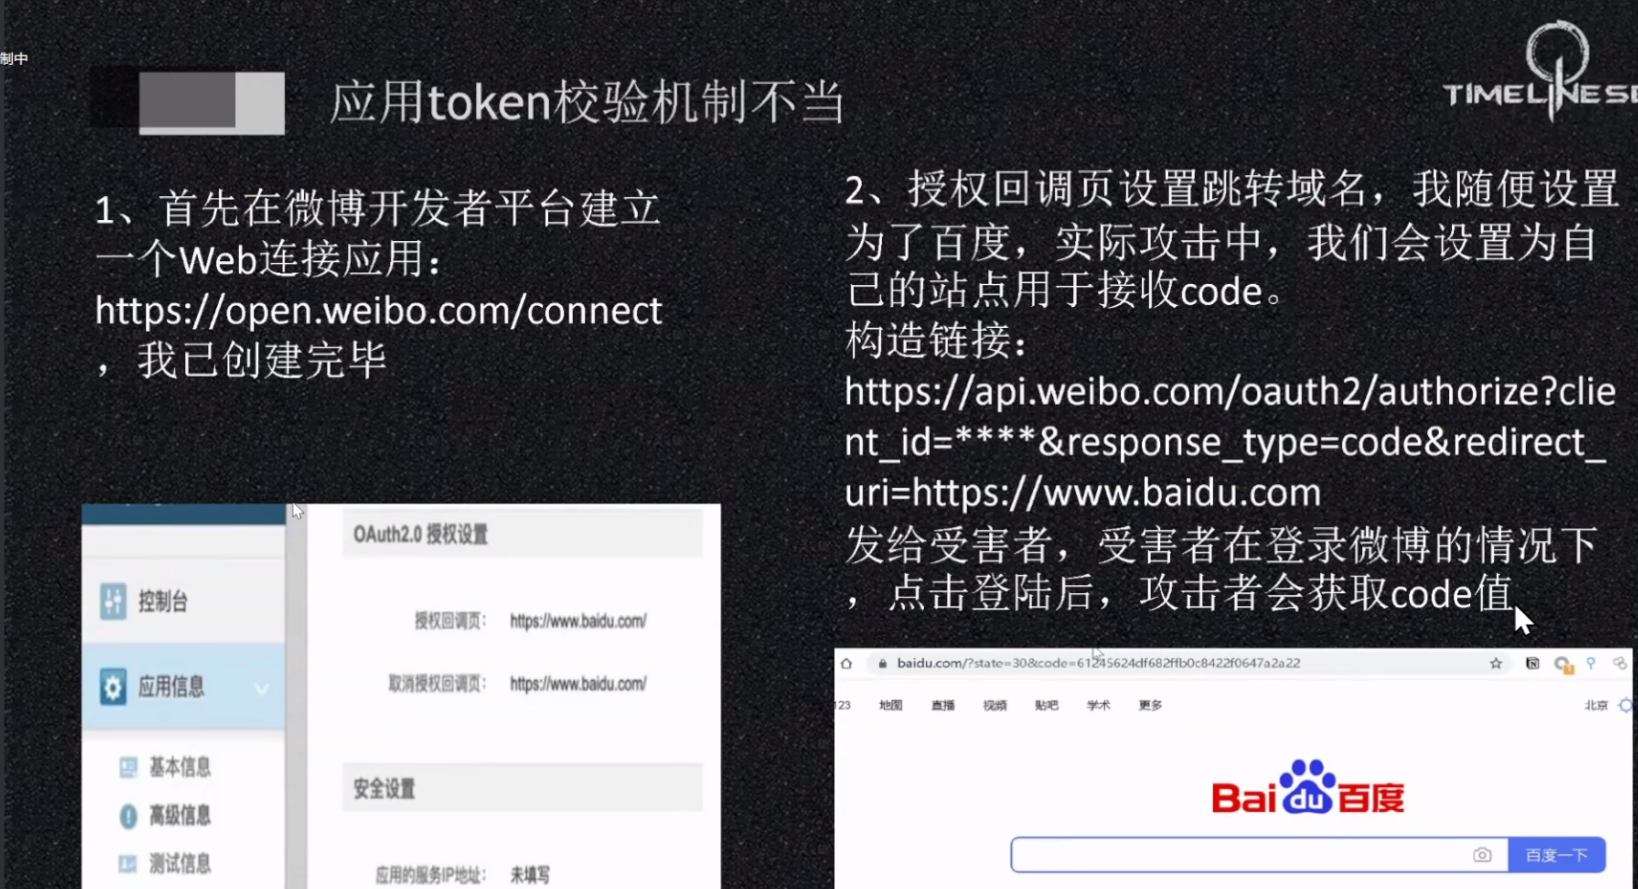 制中
应用token校验机制不当
1、首先在微博开发者平台建立
一个Web连接应用：
https://open.weibo.com/connect
，我已创建完毕
2、授权回调页设置跳转域名，我随便设置
为了百度，实际攻击中，我们会设置为自
己的站点用于接收code。
构造链接：
https://api.weibo.com/oauth2/authorize?clie
nt_id=****&response_type=code&redirect_
uri=https://www.baidu.com
发给受害者，受害者在登录微博的情况下
，点击登陆后，攻击者会获取code值
TIMELINESE
OAuth2.0 授权设置
控制台
授权回调页： https://www.baidu.com/
应用信息
取消授权回调页： https://www.baidu.com/
基本信息
安全设置
高级信息
测试信息
应用的服务IP地址： 未填写
baidu.com/?state=30&code=61245624df682ffb0c8422f0647a2a22
123 地图 直播 视频 贴吧 学术 更多 北京
Bai du 百度
百度一下